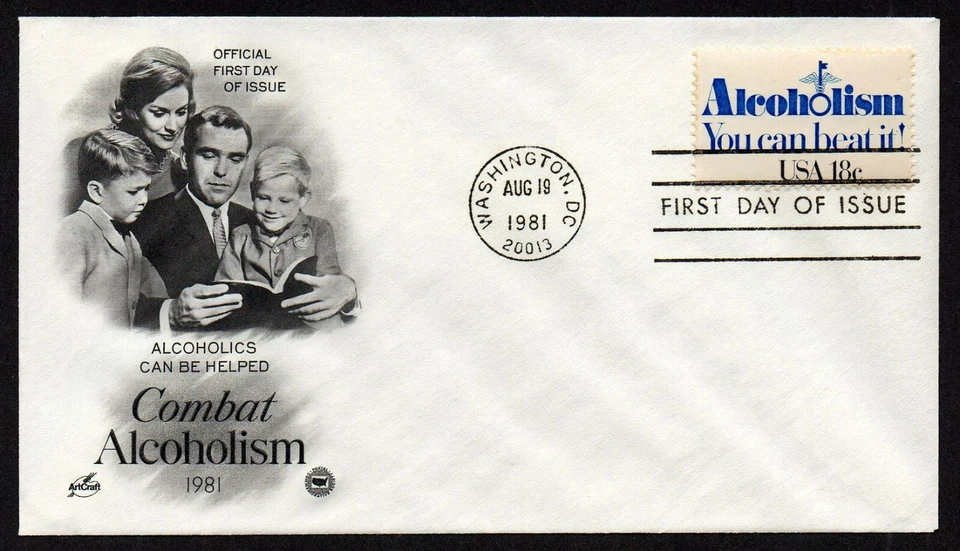 OFFICIAL
FIRST DAY
OF ISSUE
ALCOHOLICS
CAN BE HELPED
Combat
Alcoholism
1981
ArtCraft
WASHINGTON, DC
AUG 19
1981
20013
Alcoholism
You can beat it!
USA 18c
FIRST DAY OF ISSUE